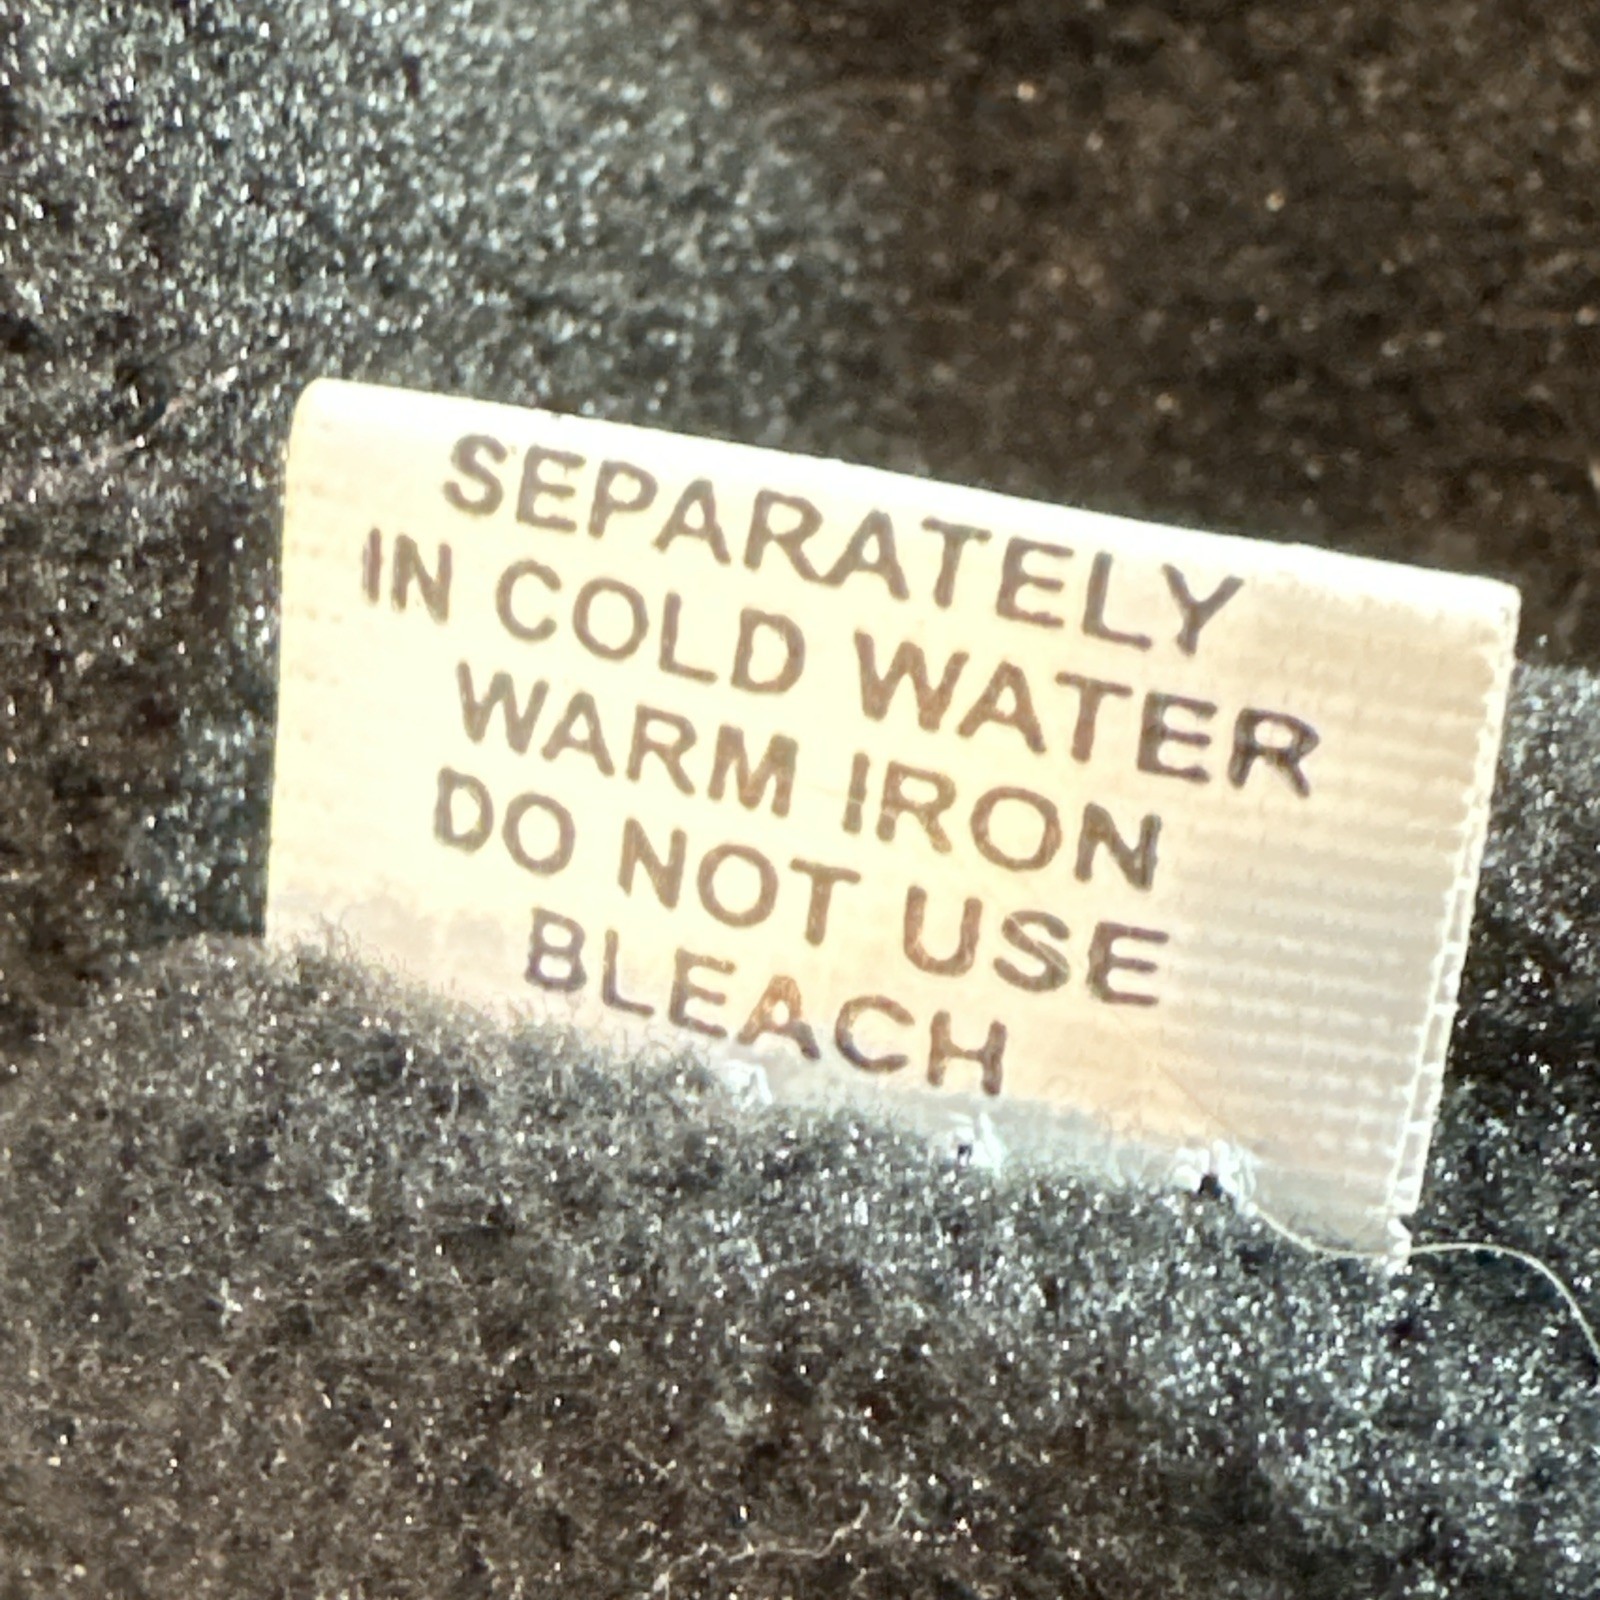 SEPARATELY
IN COLD WATER
WARM IRON
DO NOT USE
BLEACH